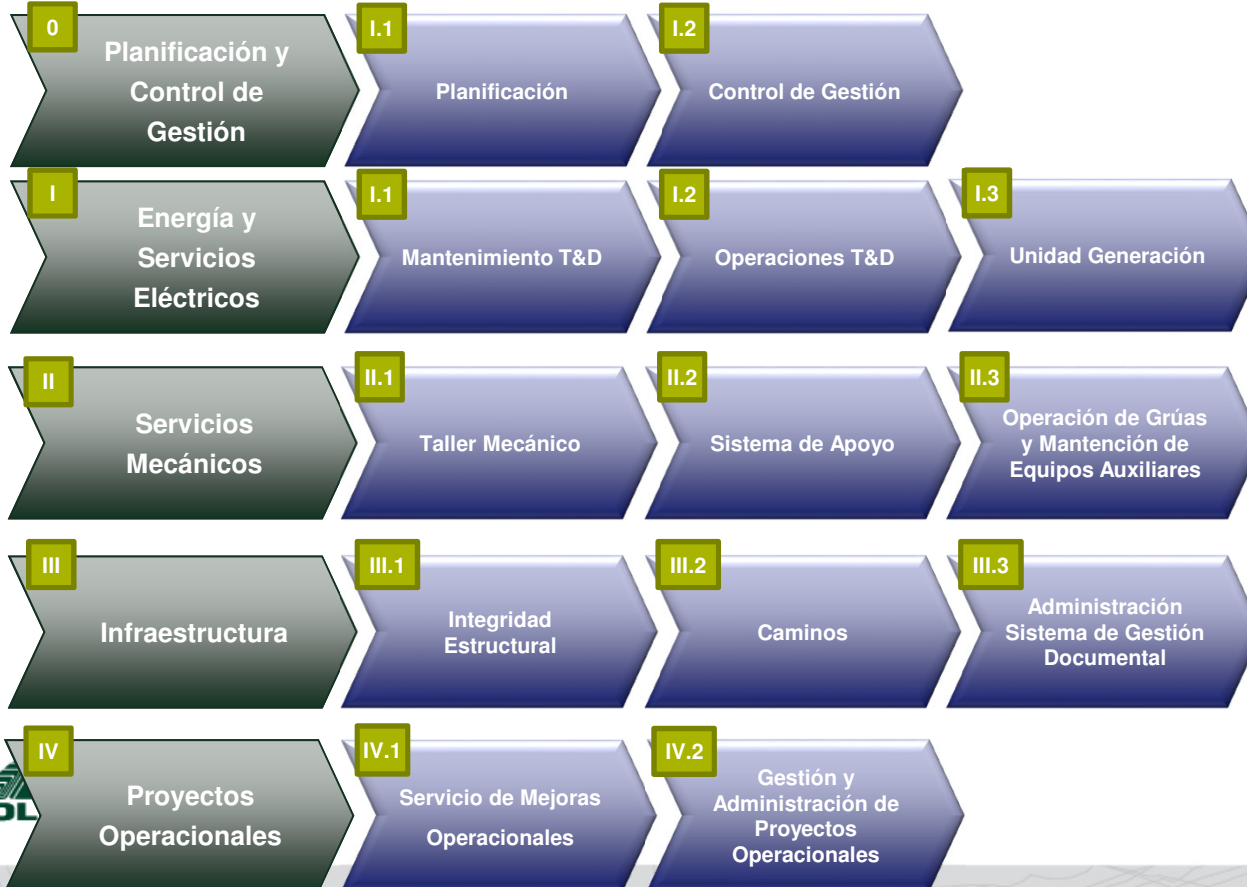 0
Planificación y
Control de
Gestión
I.1
Planificación
I.2
Control de Gestión
I
Energía y
Servicios
Eléctricos
I.1
Mantenimiento T&D
I.2
Operaciones T&D
I.3
Unidad Generación
II
Servicios
Mecánicos
II.1
Taller Mecánico
II.2
Sistema de Apoyo
II.3
Operación de Grúas
y Mantención de
Equipos Auxiliares
III
Infraestructura
III.1
Integridad
Estructural
III.2
Caminos
III.3
Administración
Sistema de Gestión
Documental
IV
Proyectos
Operacionales
IV.1
Servicio de Mejoras
Operacionales
IV.2
Gestión y
Administración de
Proyectos
Operacionales